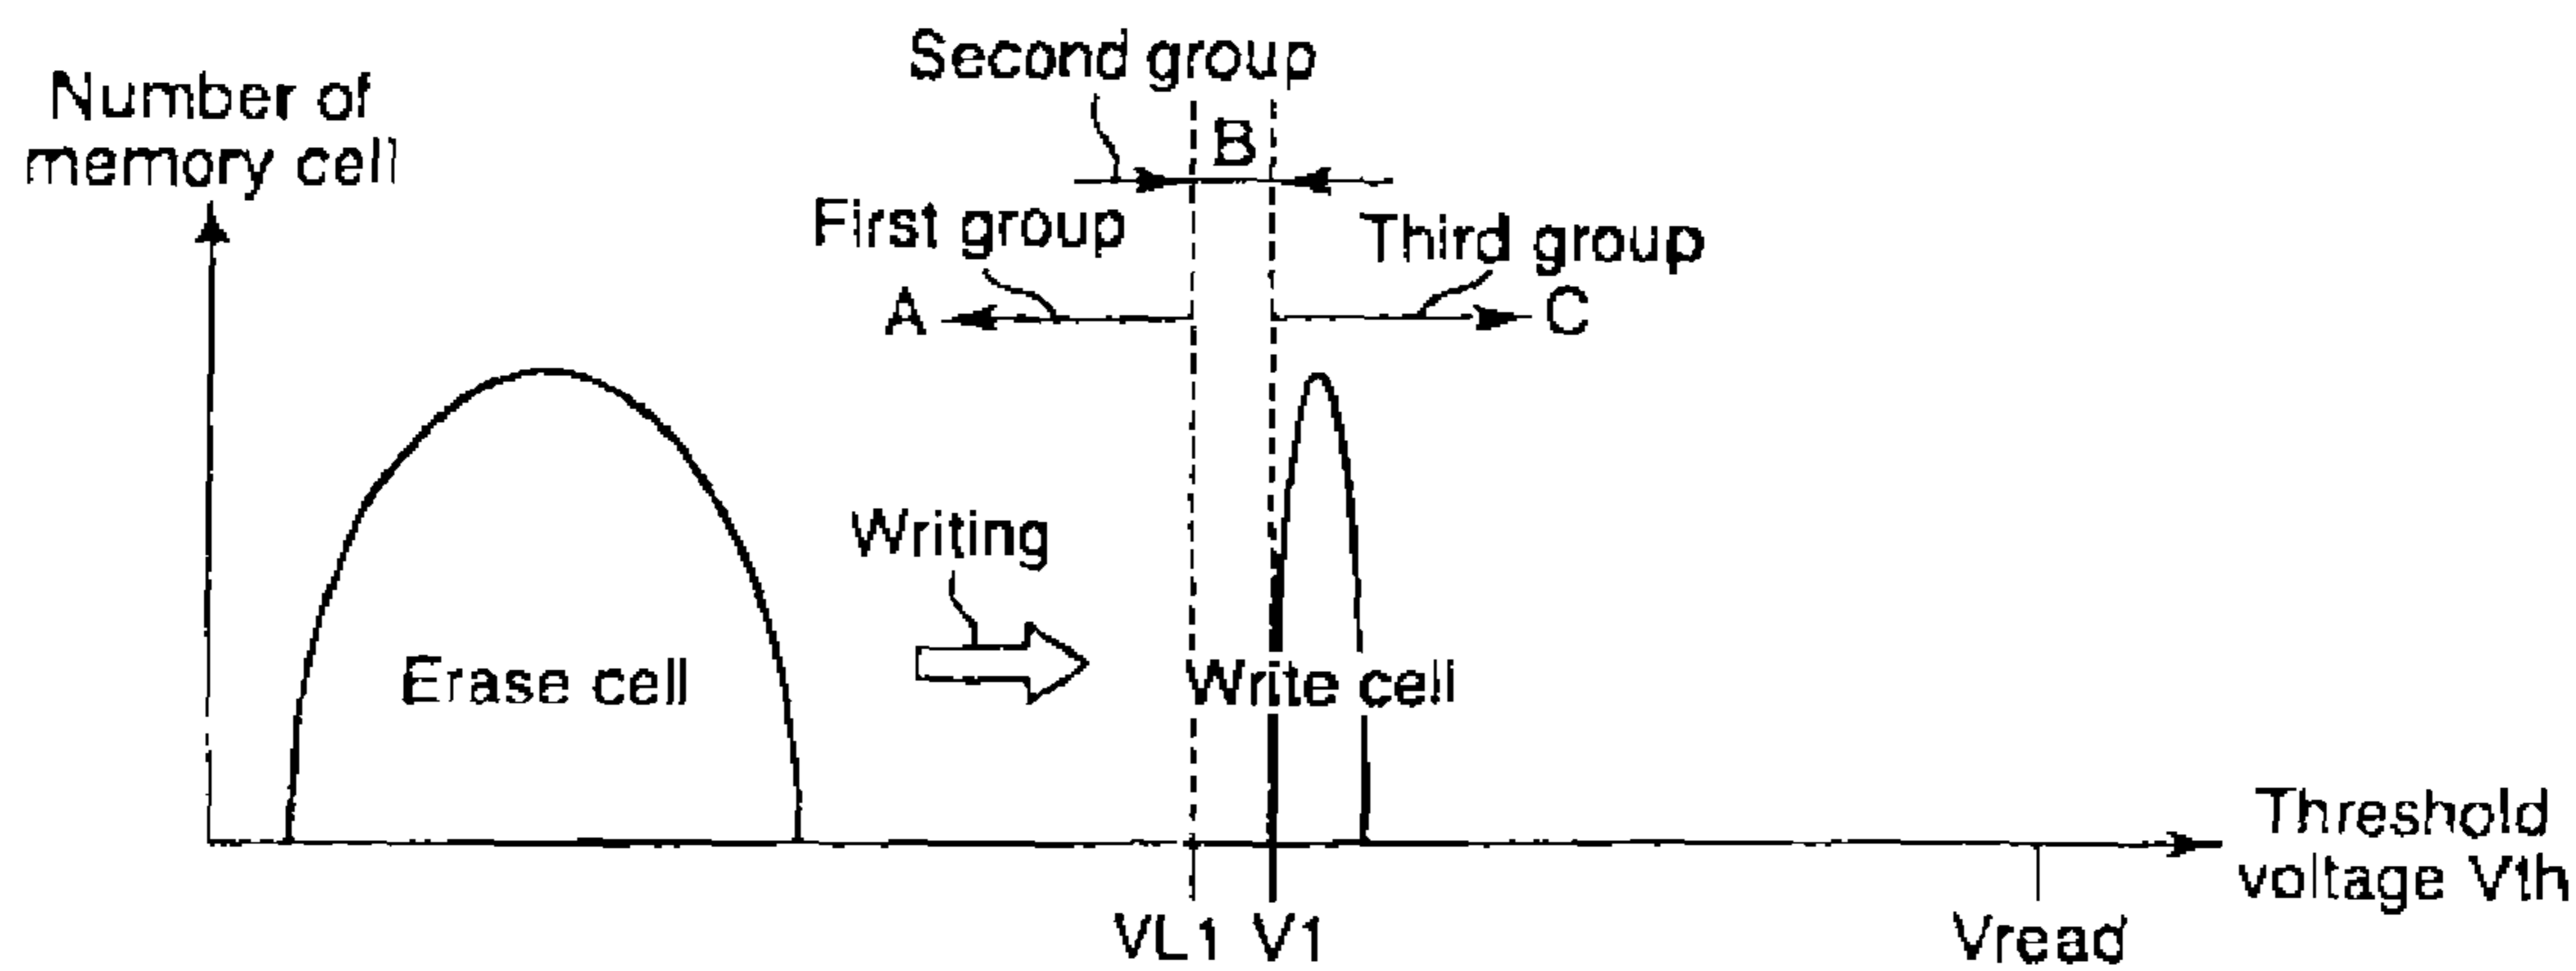 Second group
Number of
memory cell
B
First group
Third group
A
C
Writing
Erase cell
Write cell
Threshold
voltage Vth
VL1 V1
Vread